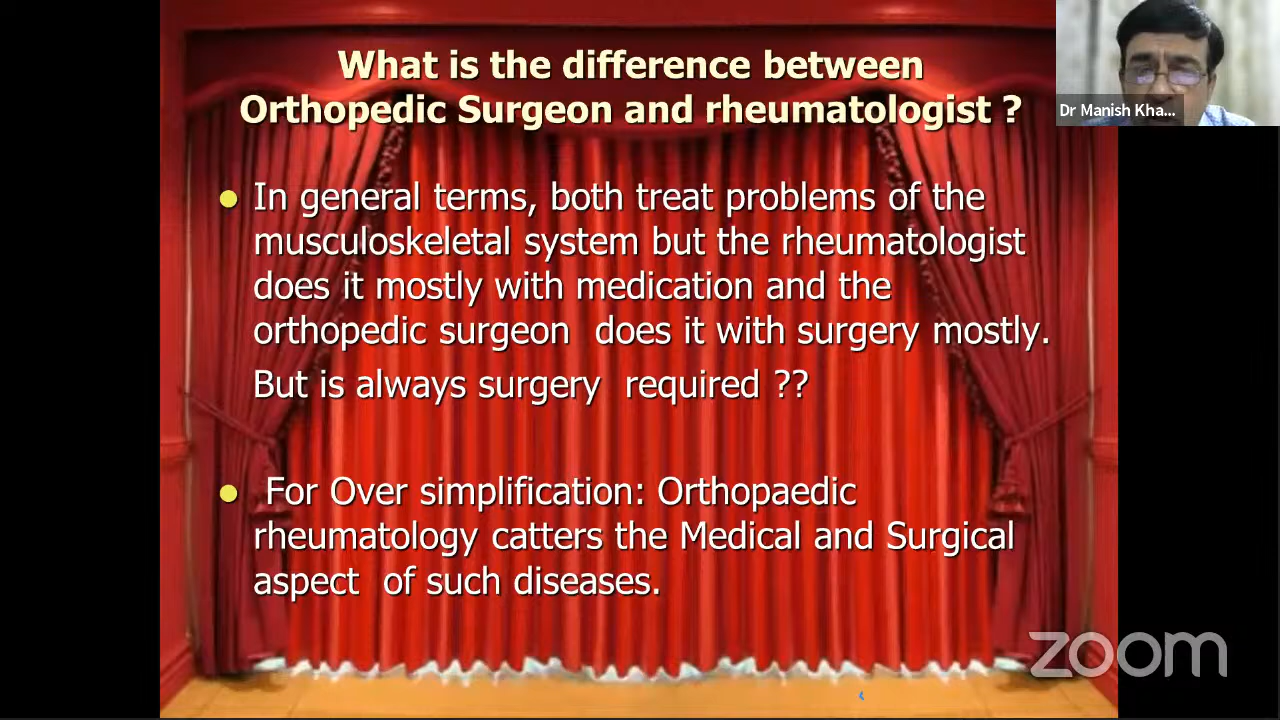 What is the difference between
Orthopedic Surgeon and rheumatologist ?
Dr Manish Kha...
In general terms, both treat problems of the
musculoskeletal system but the rheumatologist
does it mostly with medication and the
orthopedic surgeon does it with surgery mostly.
But is always surgery required ??
For Over simplification: Orthopaedic
rheumatology catters the Medical and Surgical
aspect of such diseases.
zoom